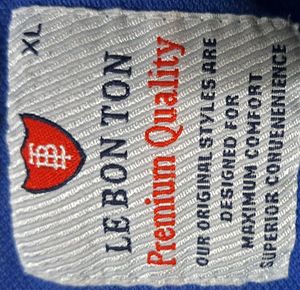 XL
LE BON TON
Premium Quality
OUR ORIGINAL STYLES ARE
DESIGNED FOR
MAXIMUM COMFORT
SUPERIOR CONVENIENCE